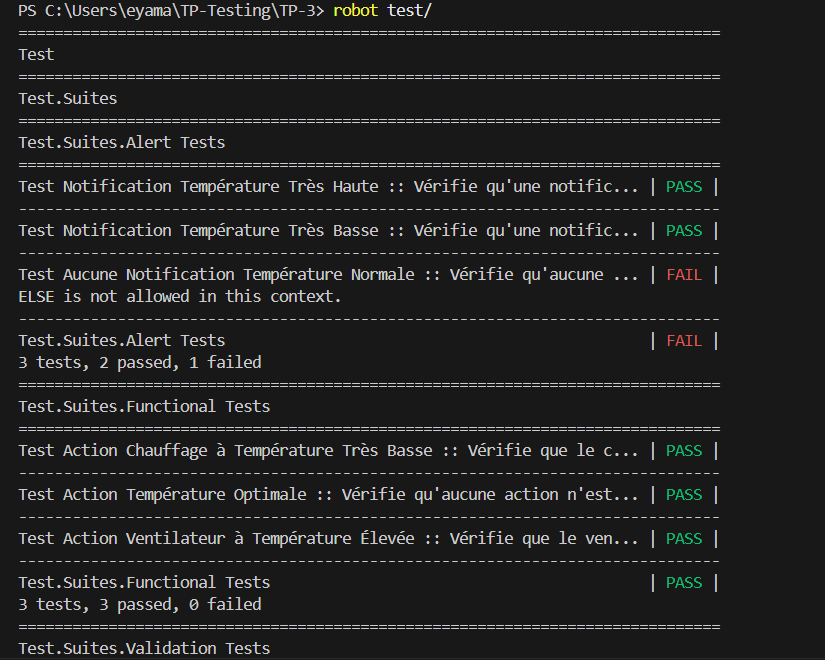 PS C:\Users\eyama\TP-Testing\TP-3> robot test/
==============================================================================
Test
==============================================================================
Test.Suites
==============================================================================
Test.Suites.Alert Tests
==============================================================================
Test Notification Température Très Haute :: Vérifie qu'une notific... | PASS |
------------------------------------------------------------------------------
Test Notification Température Très Basse :: Vérifie qu'une notific... | PASS |
------------------------------------------------------------------------------
Test Aucune Notification Température Normale :: Vérifie qu'aucune ... | FAIL |
ELSE is not allowed in this context.
------------------------------------------------------------------------------
Test.Suites.Alert Tests                                               | FAIL |
3 tests, 2 passed, 1 failed
==============================================================================
Test.Suites.Functional Tests
==============================================================================
Test Action Chauffage à Température Très Basse :: Vérifie que le c... | PASS |
------------------------------------------------------------------------------
Test Action Température Optimale :: Vérifie qu'aucune action n'est... | PASS |
------------------------------------------------------------------------------
Test Action Ventilateur à Température Élevée :: Vérifie que le ven... | PASS |
------------------------------------------------------------------------------
Test.Suites.Functional Tests                                          | PASS |
3 tests, 3 passed, 0 failed
==============================================================================
Test.Suites.Validation Tests